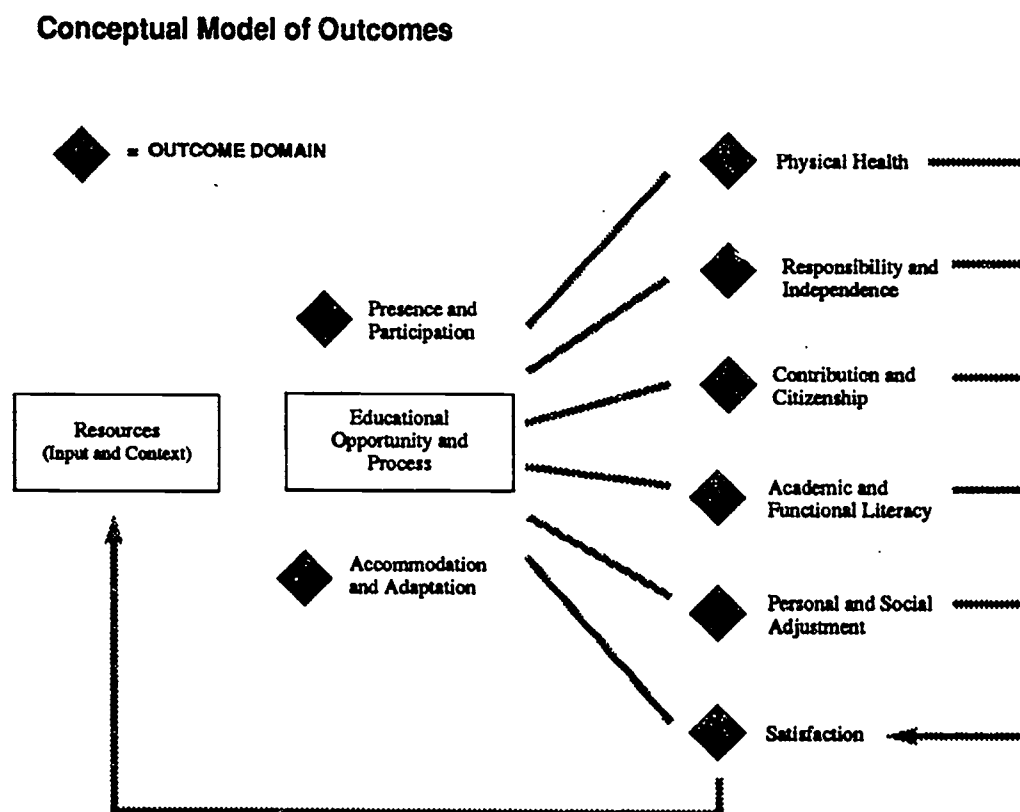 Conceptual Model of Outcomes
= OUTCOME DOMAIN
Physical Health
Responsibility and
Independence
Presence and
Participation
Contribution and
Citizenship
Resources
(Input and Context)
Educational
Opportunity and
Process
Academic and
Functional Literacy
Accommodation
and Adaptation
Personal and Social
Adjustment
Satisfaction